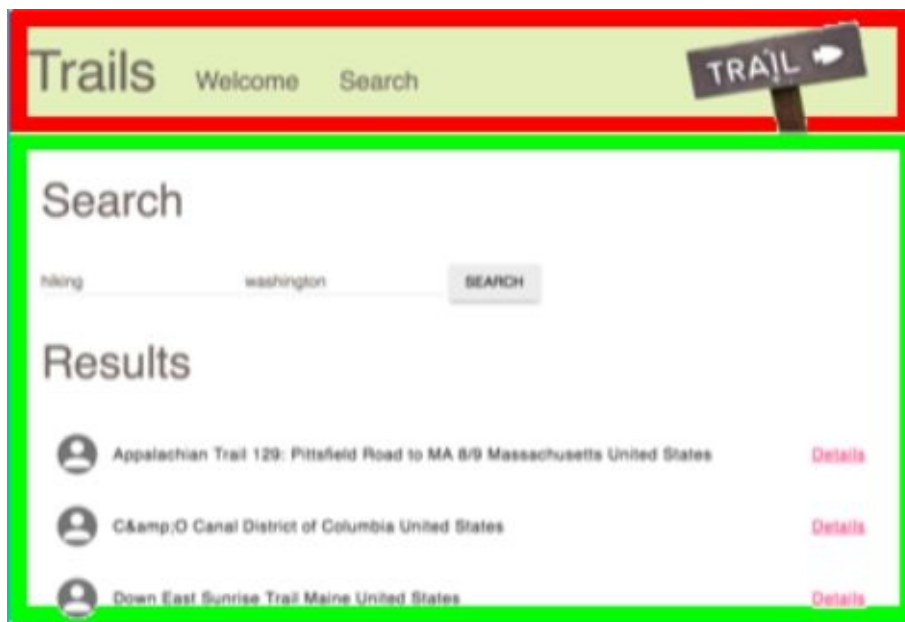 Trails Welcome Search
TRAIL
Search
hiking washington SEARCH
Results
Appalachian Trail 129: Pittsfield Road to MA 8/9 Massachusetts United States Details
C&amp;O Canal District of Columbia United States Details
Down East Sunrise Trail Maine United States Details